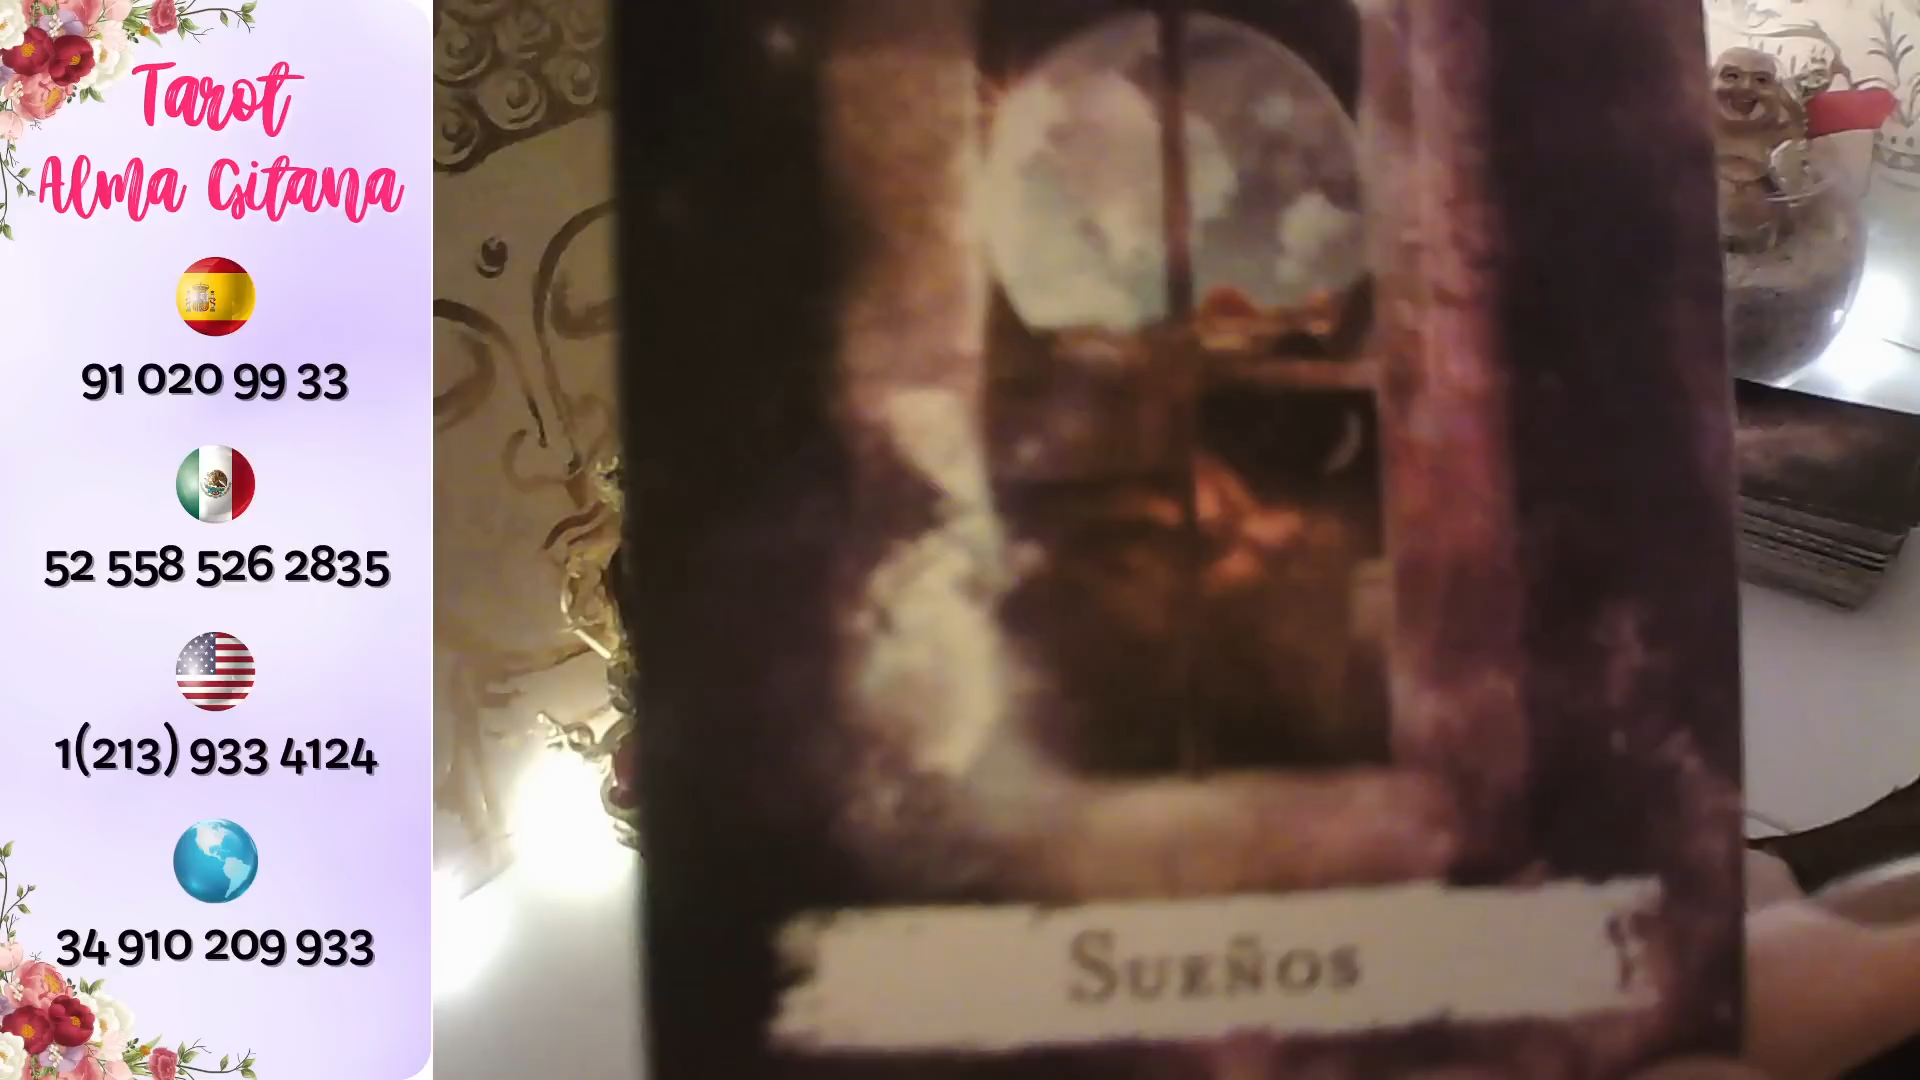 Tarot
Alma Gitana
91 020 99 33
52 558 526 2835
1(213) 933 4124
34 910 209 933
Sueños